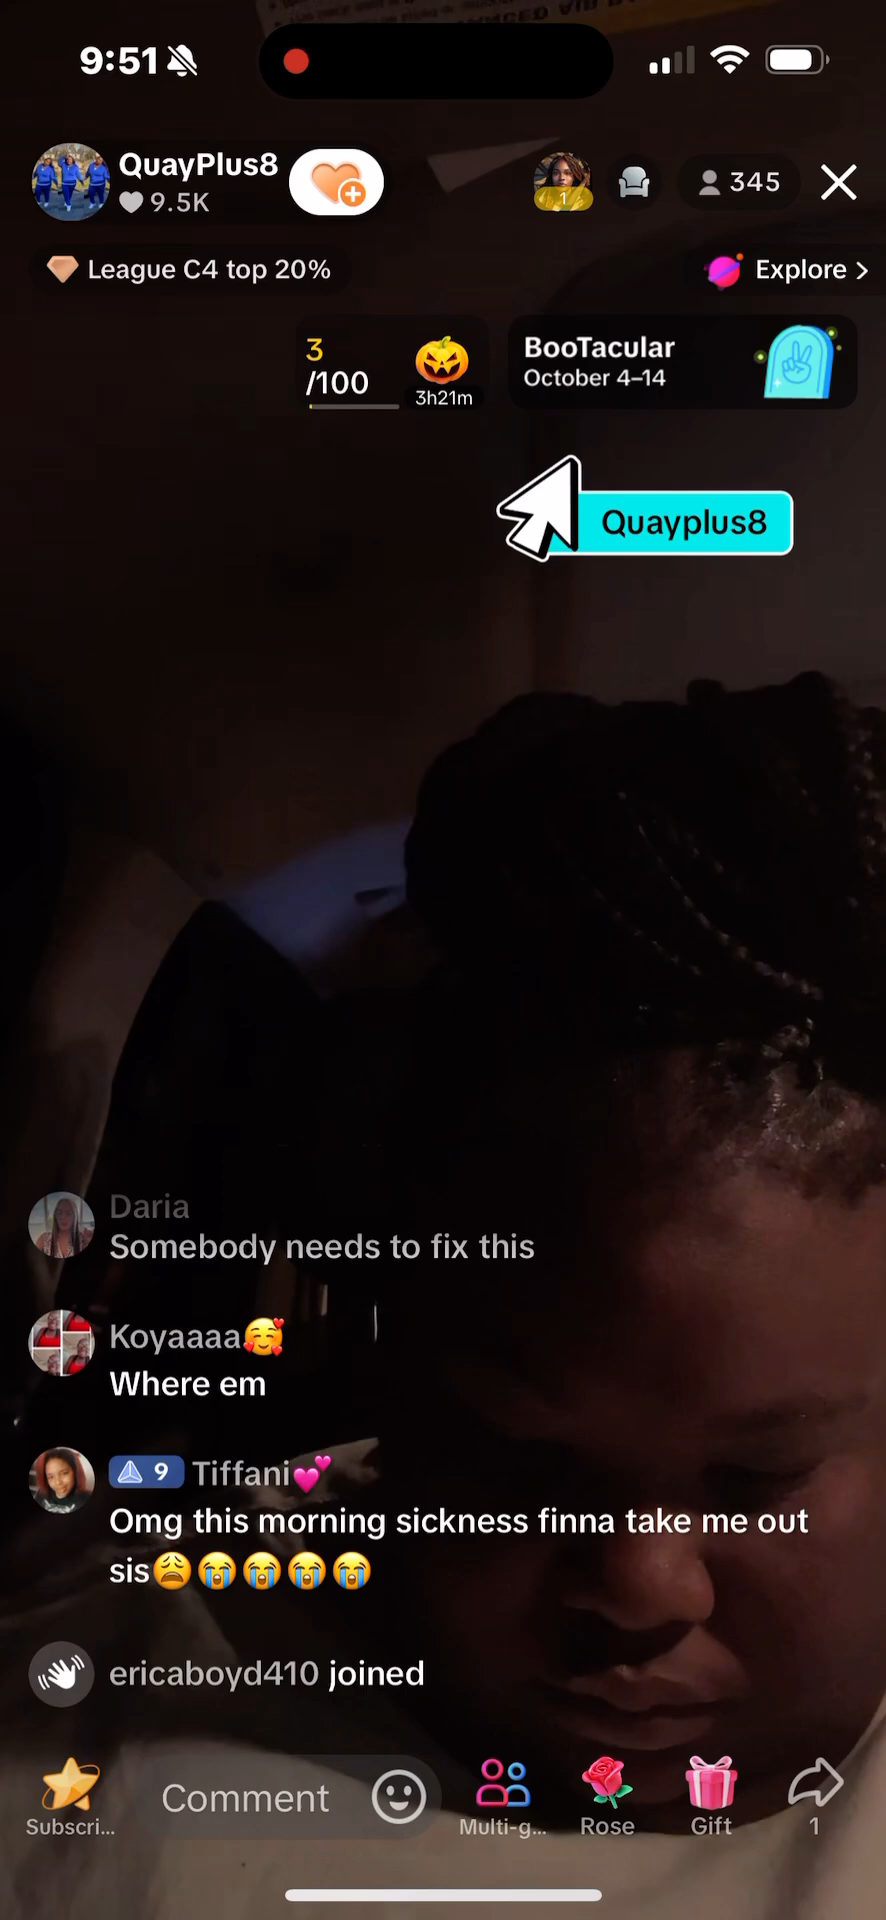 9:51
QuayPlus8
9.5K
1
345
League C4 top 20%
Explore >
3
/100
3h21m
BooTacular
October 4–14
Quayplus8
Daria
Somebody needs to fix this
Koyaaaa🥰
Where em
9 Tiffani💕
Omg this morning sickness finna take me out
sis😩😭😭😭😭
ericaboyd410 joined
Comment
Subscri...
Multi-g...
Rose
Gift
1